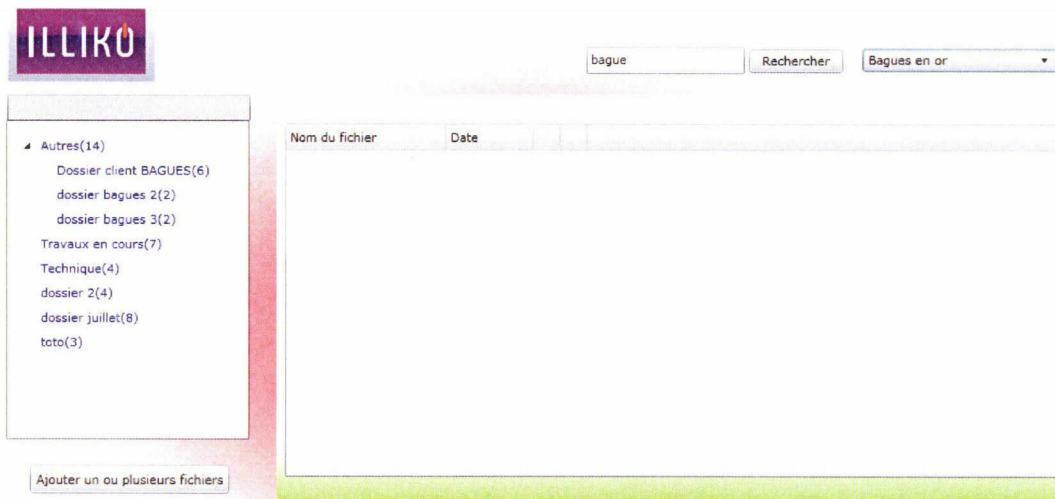 ILLIKO
bague Rechercher Bagues en or
Nom du fichier Date
Autres(14)
Dossier client BAGUES(6)
dossier bagues 2(2)
dossier bagues 3(2)
Travaux en cours(7)
Technique(4)
dossier 2(4)
dossier juillet(8)
toto(3)
Ajouter un ou plusieurs fichiers